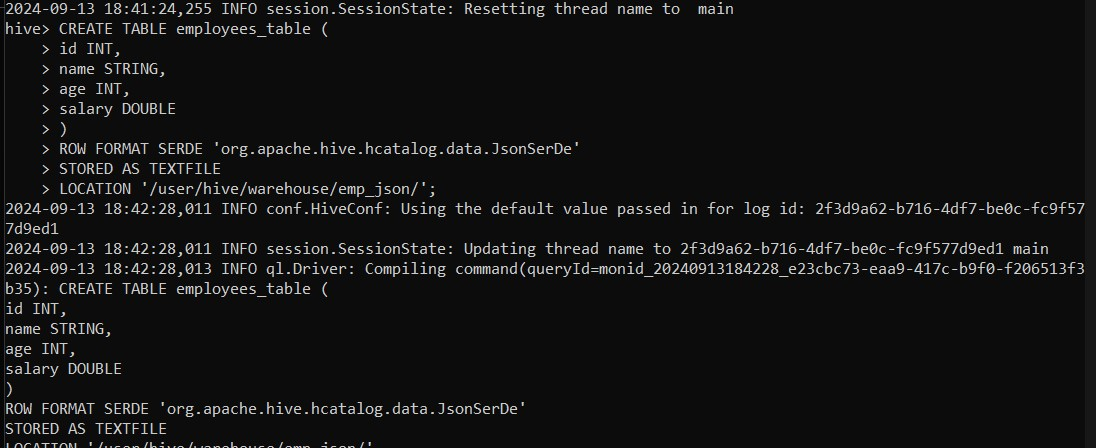 2024-09-13 18:41:24,255 INFO session.SessionState: Resetting thread name to  main
hive> CREATE TABLE employees_table (
    > id INT,
    > name STRING,
    > age INT,
    > salary DOUBLE
    > )
    > ROW FORMAT SERDE 'org.apache.hive.hcatalog.data.JsonSerDe'
    > STORED AS TEXTFILE
    > LOCATION '/user/hive/warehouse/emp_json/';
2024-09-13 18:42:28,011 INFO conf.HiveConf: Using the default value passed in for log id: 2f3d9a62-b716-4df7-be0c-fc9f57
7d9ed1
2024-09-13 18:42:28,011 INFO session.SessionState: Updating thread name to 2f3d9a62-b716-4df7-be0c-fc9f577d9ed1 main
2024-09-13 18:42:28,013 INFO ql.Driver: Compiling command(queryId=monid_20240913184228_e23cbc73-eaa9-417c-b9f0-f206513f3
b35): CREATE TABLE employees_table (
id INT,
name STRING,
age INT,
salary DOUBLE
)
ROW FORMAT SERDE 'org.apache.hive.hcatalog.data.JsonSerDe'
STORED AS TEXTFILE
LOCATION '/user/hive/warehouse/emp_json/'